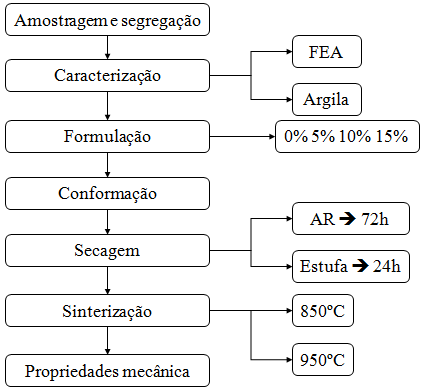 Amostragem e segregação
FEA
Caracterização
Argila
Formulação
0% 5% 10% 15%
Conformação
AR 🡺 72h
Secagem
Estufa 🡺 24h
Sinterização
850ºC
950ºC
Propriedades mecânica